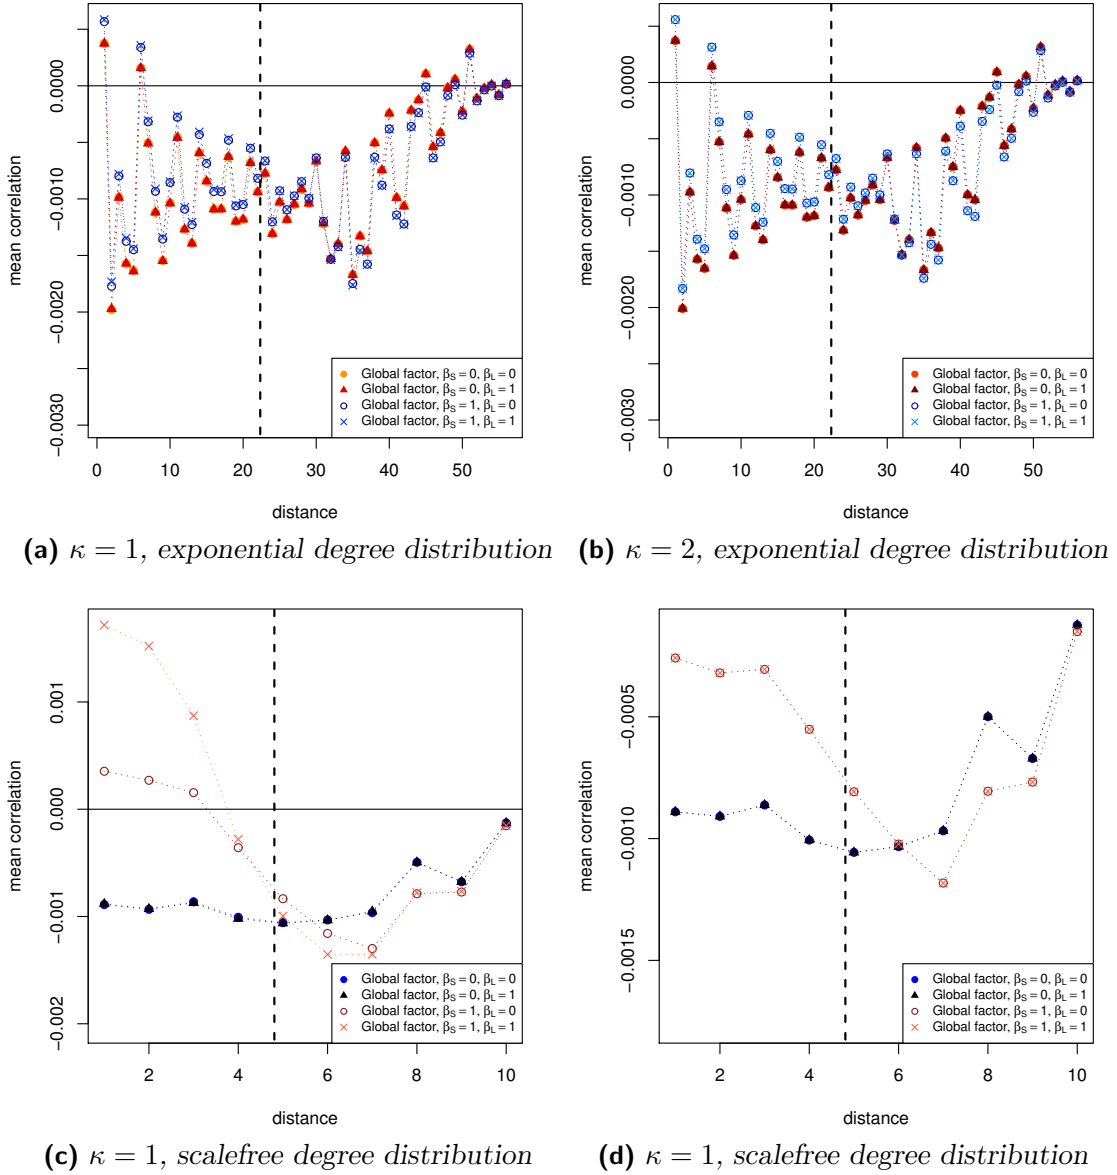 0.0000
−0.0010
−0.0020
−0.0030
mean correlation
0 10 20 30 40 50
distance
Global factor, βS = 0, βL = 0
Global factor, βS = 0, βL = 1
Global factor, βS = 1, βL = 0
Global factor, βS = 1, βL = 1
(a) κ = 1, exponential degree distribution
0.0000
−0.0010
−0.0020
−0.0030
mean correlation
0 10 20 30 40 50
distance
Global factor, βS = 0, βL = 0
Global factor, βS = 0, βL = 1
Global factor, βS = 1, βL = 0
Global factor, βS = 1, βL = 1
(b) κ = 2, exponential degree distribution
0.001
0.000
−0.001
−0.002
mean correlation
2 4 6 8 10
distance
Global factor, βS = 0, βL = 0
Global factor, βS = 0, βL = 1
Global factor, βS = 1, βL = 0
Global factor, βS = 1, βL = 1
(c) κ = 1, scalefree degree distribution
−0.0005
−0.0010
−0.0015
mean correlation
2 4 6 8 10
distance
Global factor, βS = 0, βL = 0
Global factor, βS = 0, βL = 1
Global factor, βS = 1, βL = 0
Global factor, βS = 1, βL = 1
(d) κ = 1, scalefree degree distribution